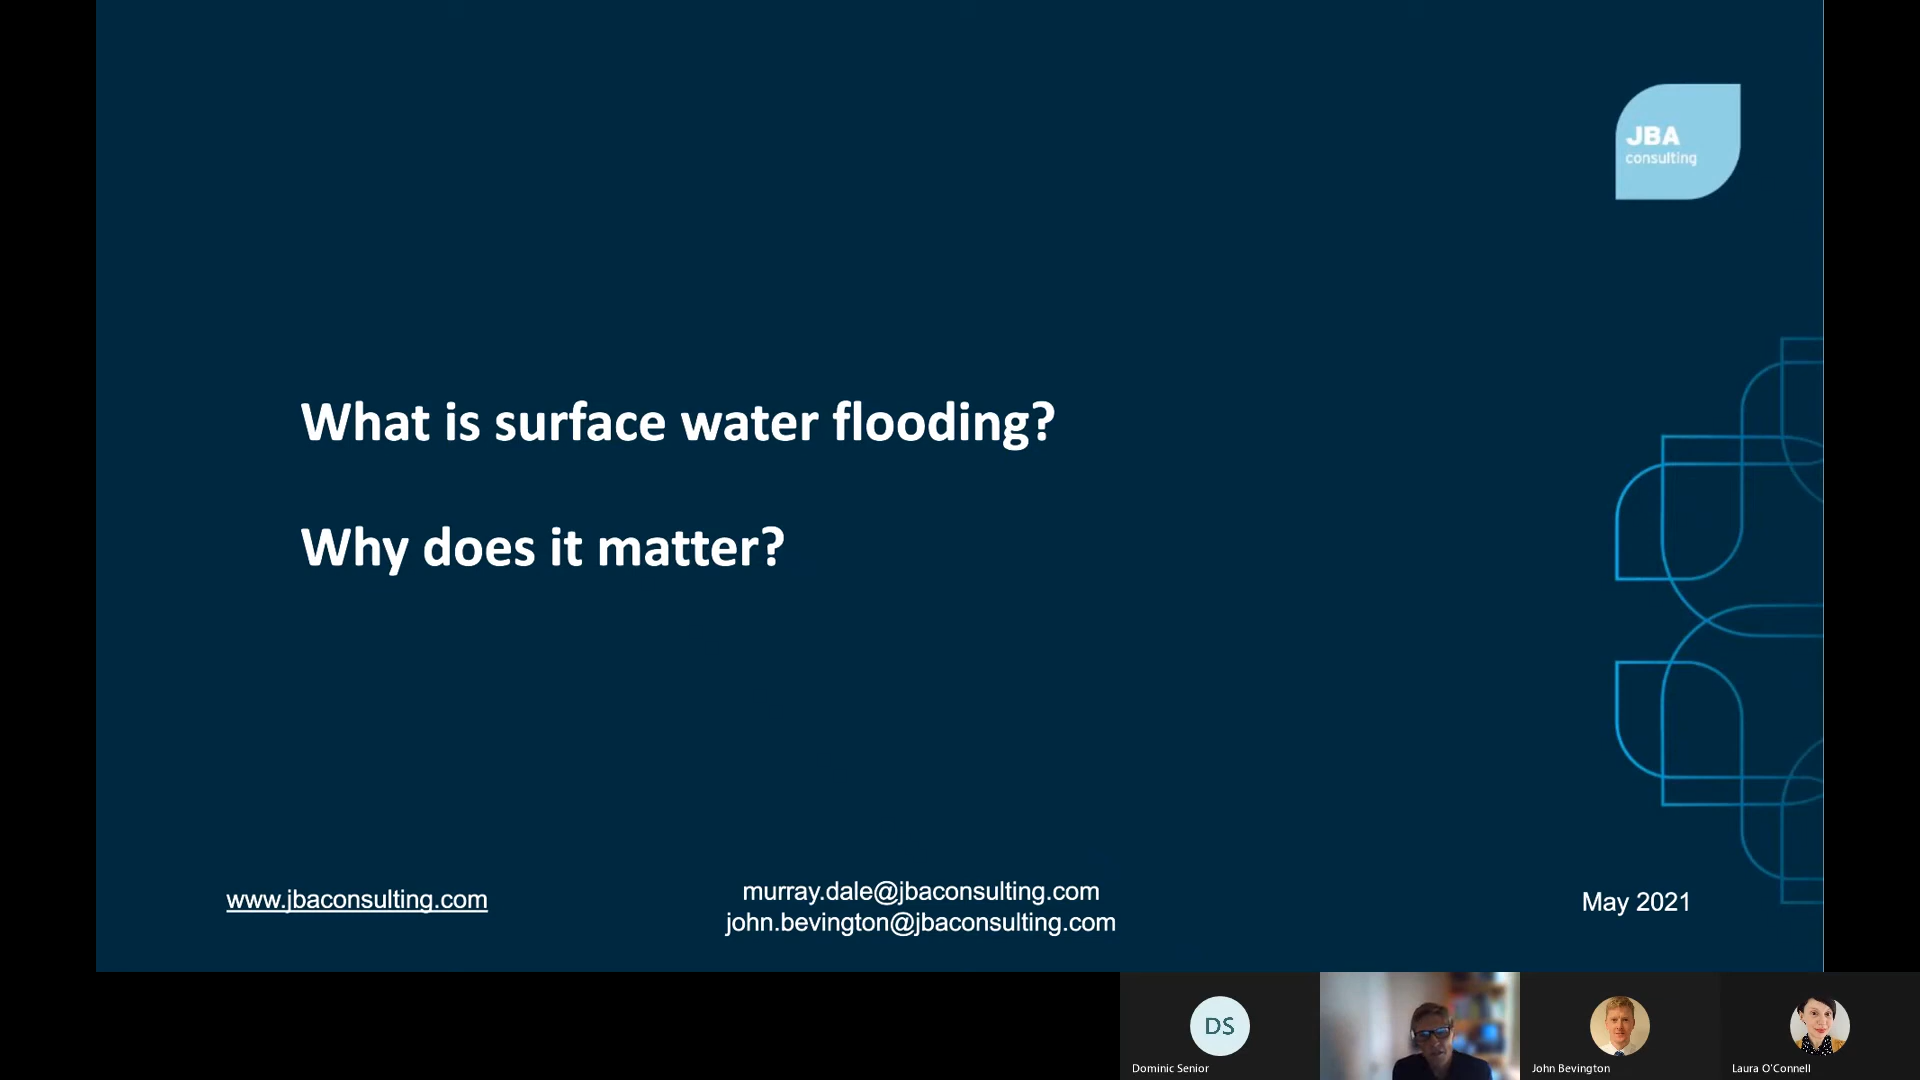 JBA
consulting
What is surface water flooding?
Why does it matter?
www.jbaconsulting.com
murray.dale@jbaconsulting.com
john.bevington@jbaconsulting.com
May 2021
DS
Dominic Senior
John Bevington
Laura O'Connell